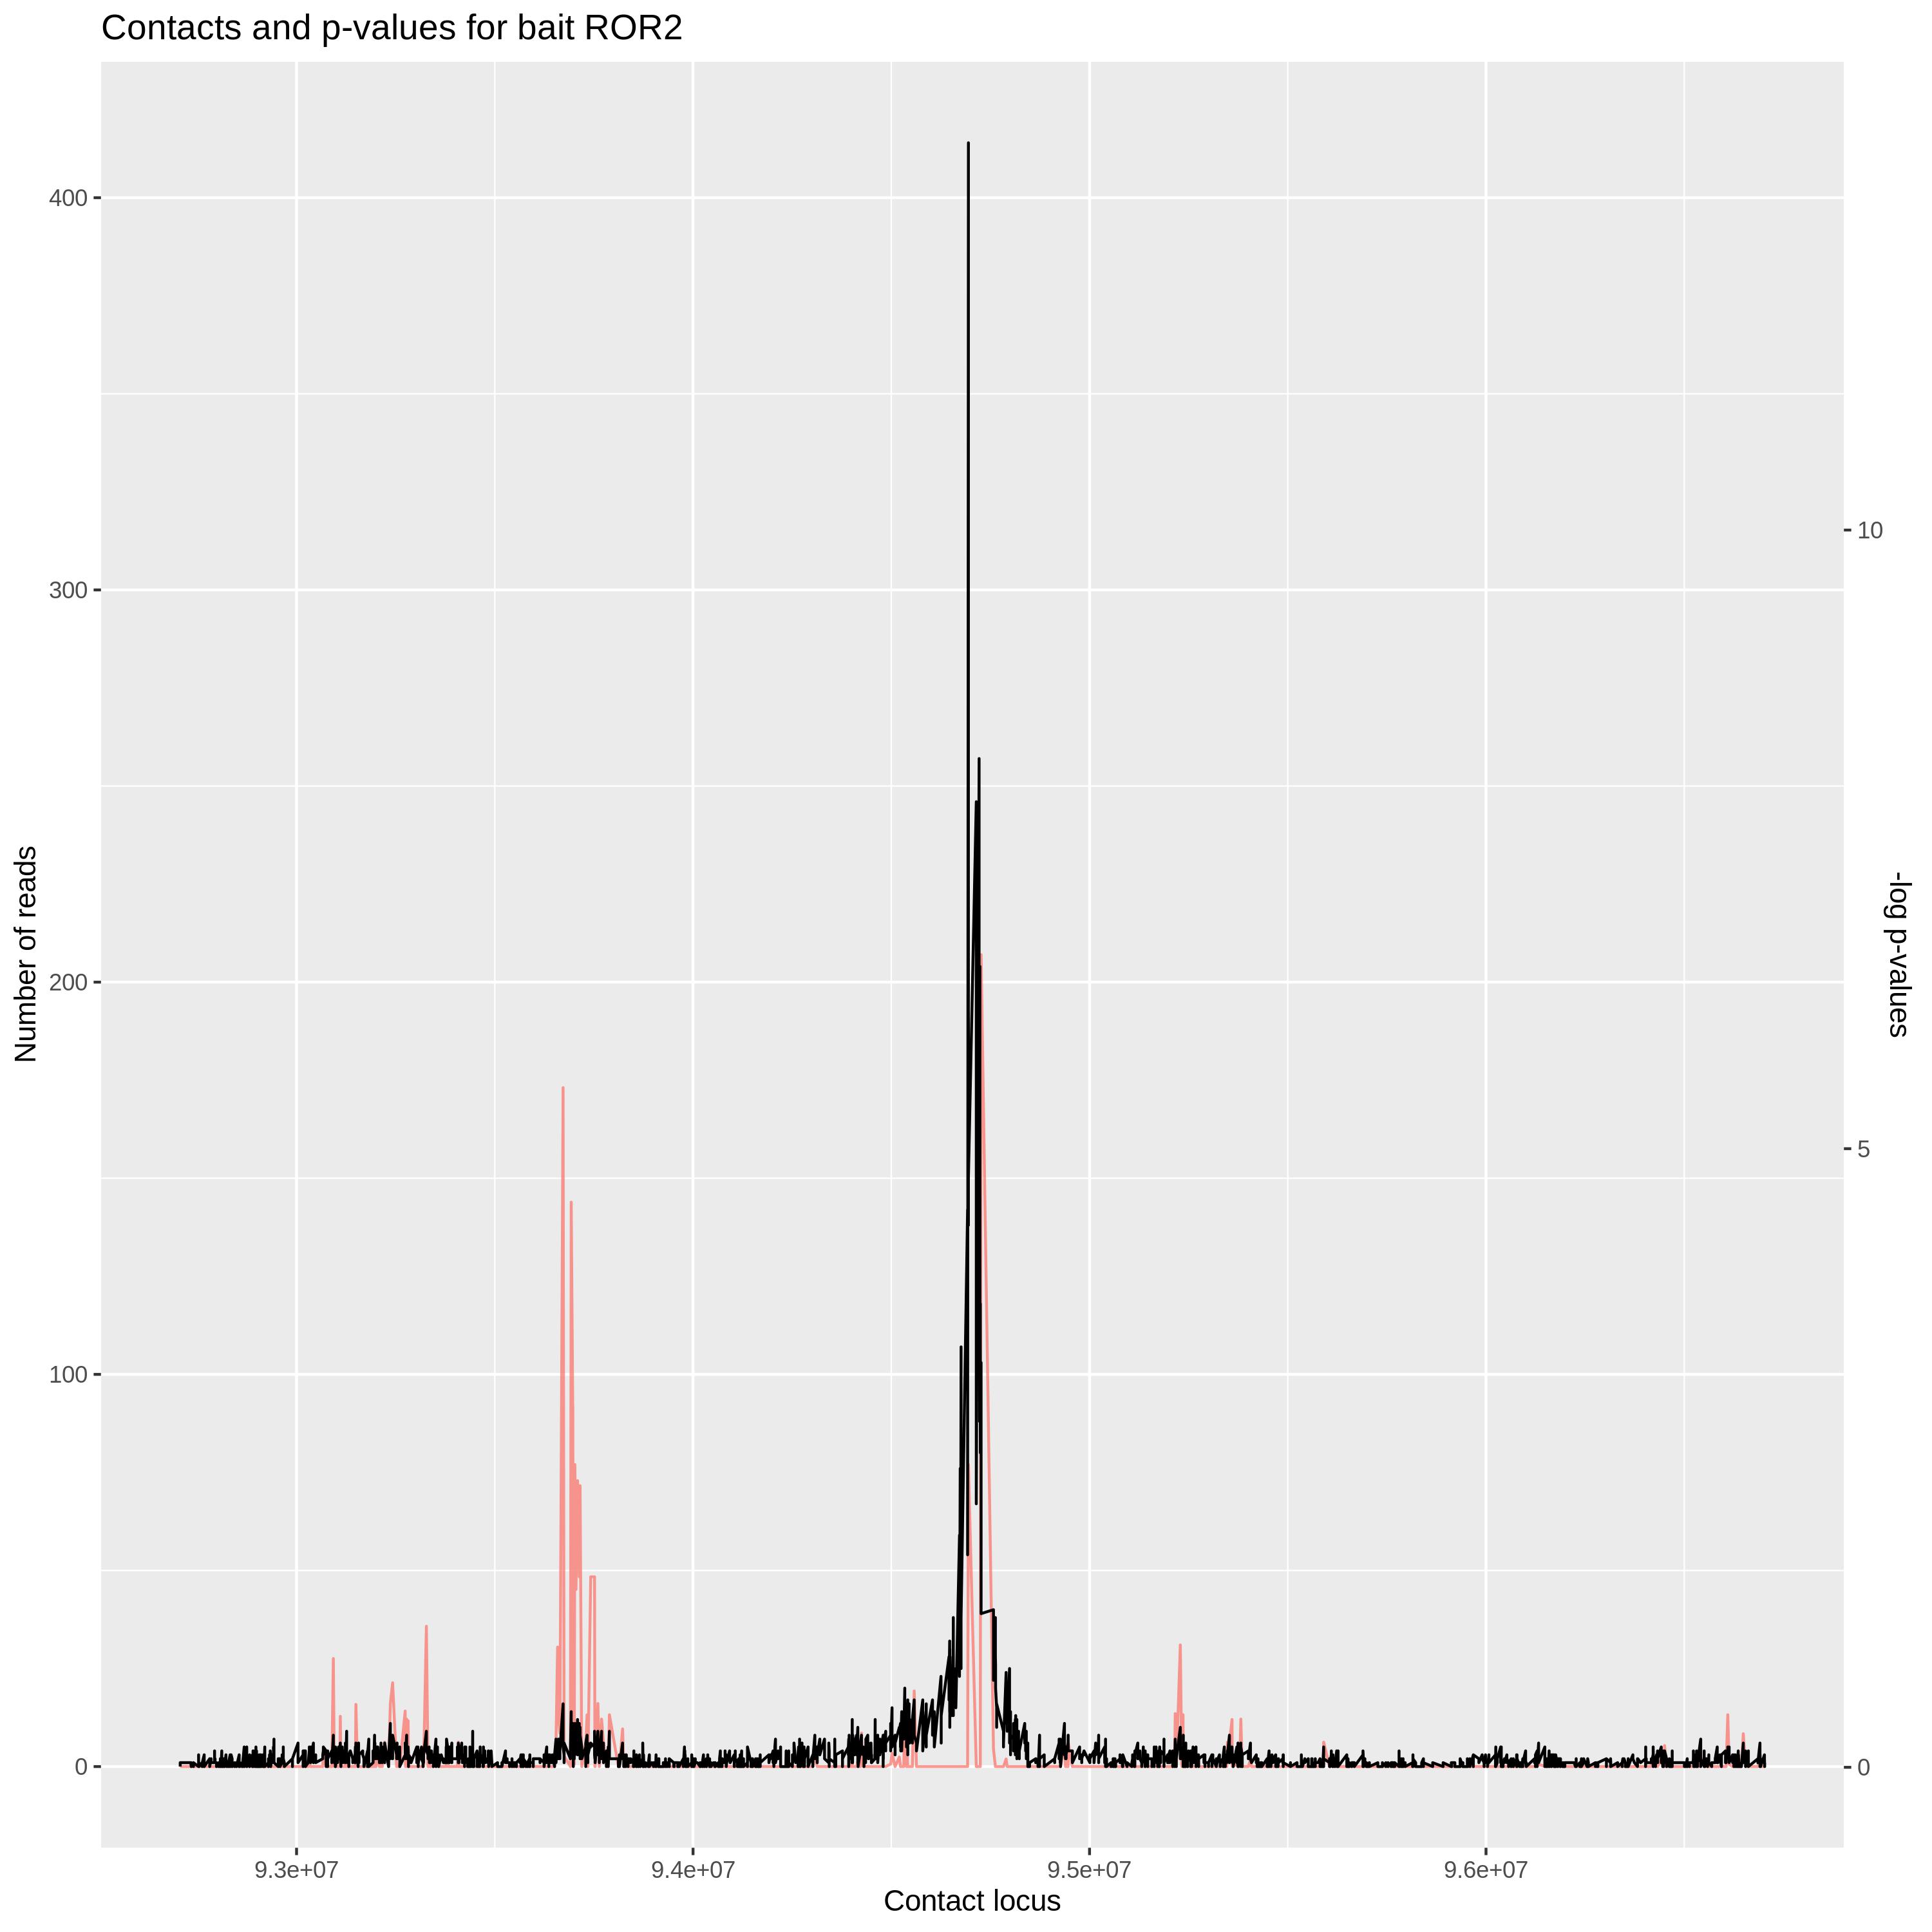 Contacts and p-values for bait ROR2
400
300
200
100
0
Number of reads
10
5
0
-log p-values
9.3e+07 9.4e+07 9.5e+07 9.6e+07
Contact locus